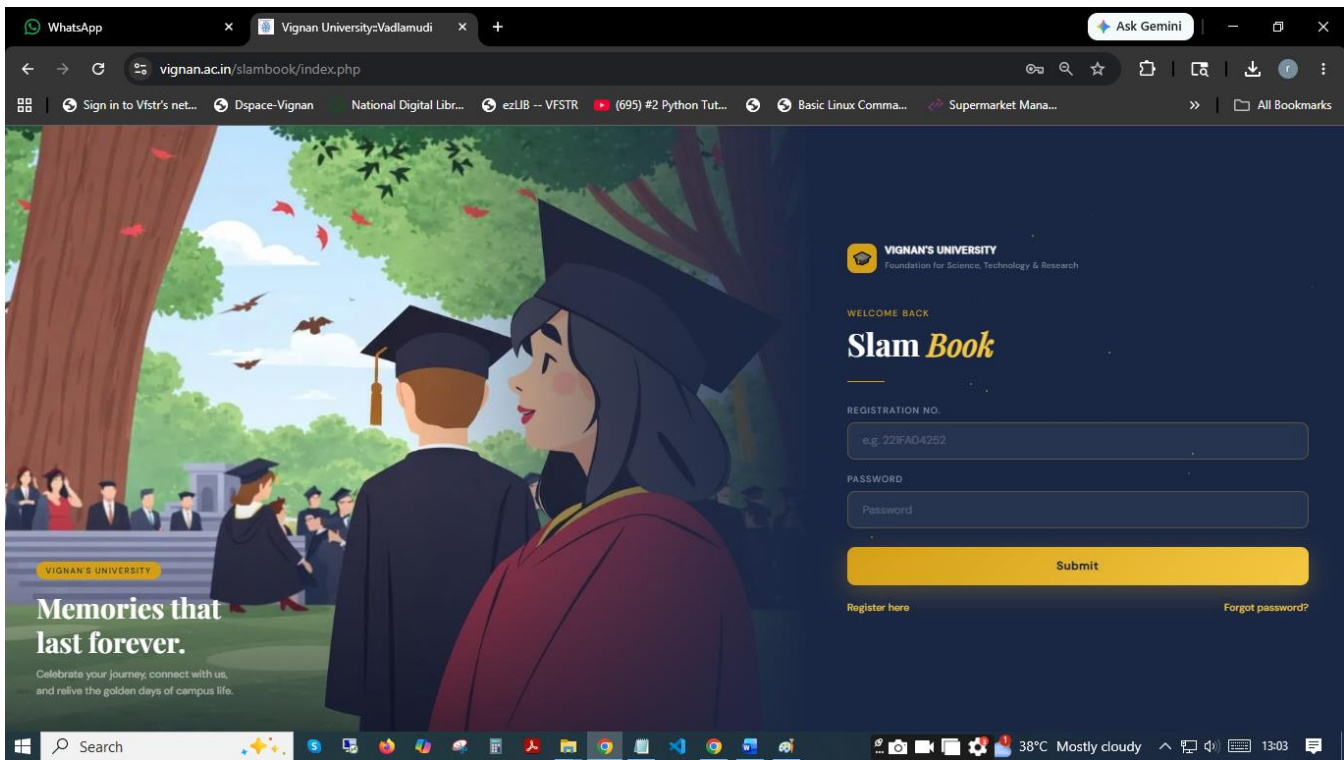 WhatsApp
Vignan University::Vadlamudi
Ask Gemini
vignan.ac.in/slambook/index.php
Sign in to Vfstr's net...
Dspace-Vignan
National Digital Libr...
ezLIB -- VFSTR
(695) #2 Python Tut...
Basic Linux Comma...
Supermarket Mana...
»
All Bookmarks
VIGNAN'S UNIVERSITY
Memories that
last forever.
Celebrate your journey, connect with us,
and relive the golden days of campus life.
VIGNAN'S UNIVERSITY
Foundation for Science, Technology & Research
WELCOME BACK
Slam Book
REGISTRATION NO.
e.g. 221FA04252
PASSWORD
Password
Submit
Register here
Forgot password?
Search
38°C Mostly cloudy
13:03